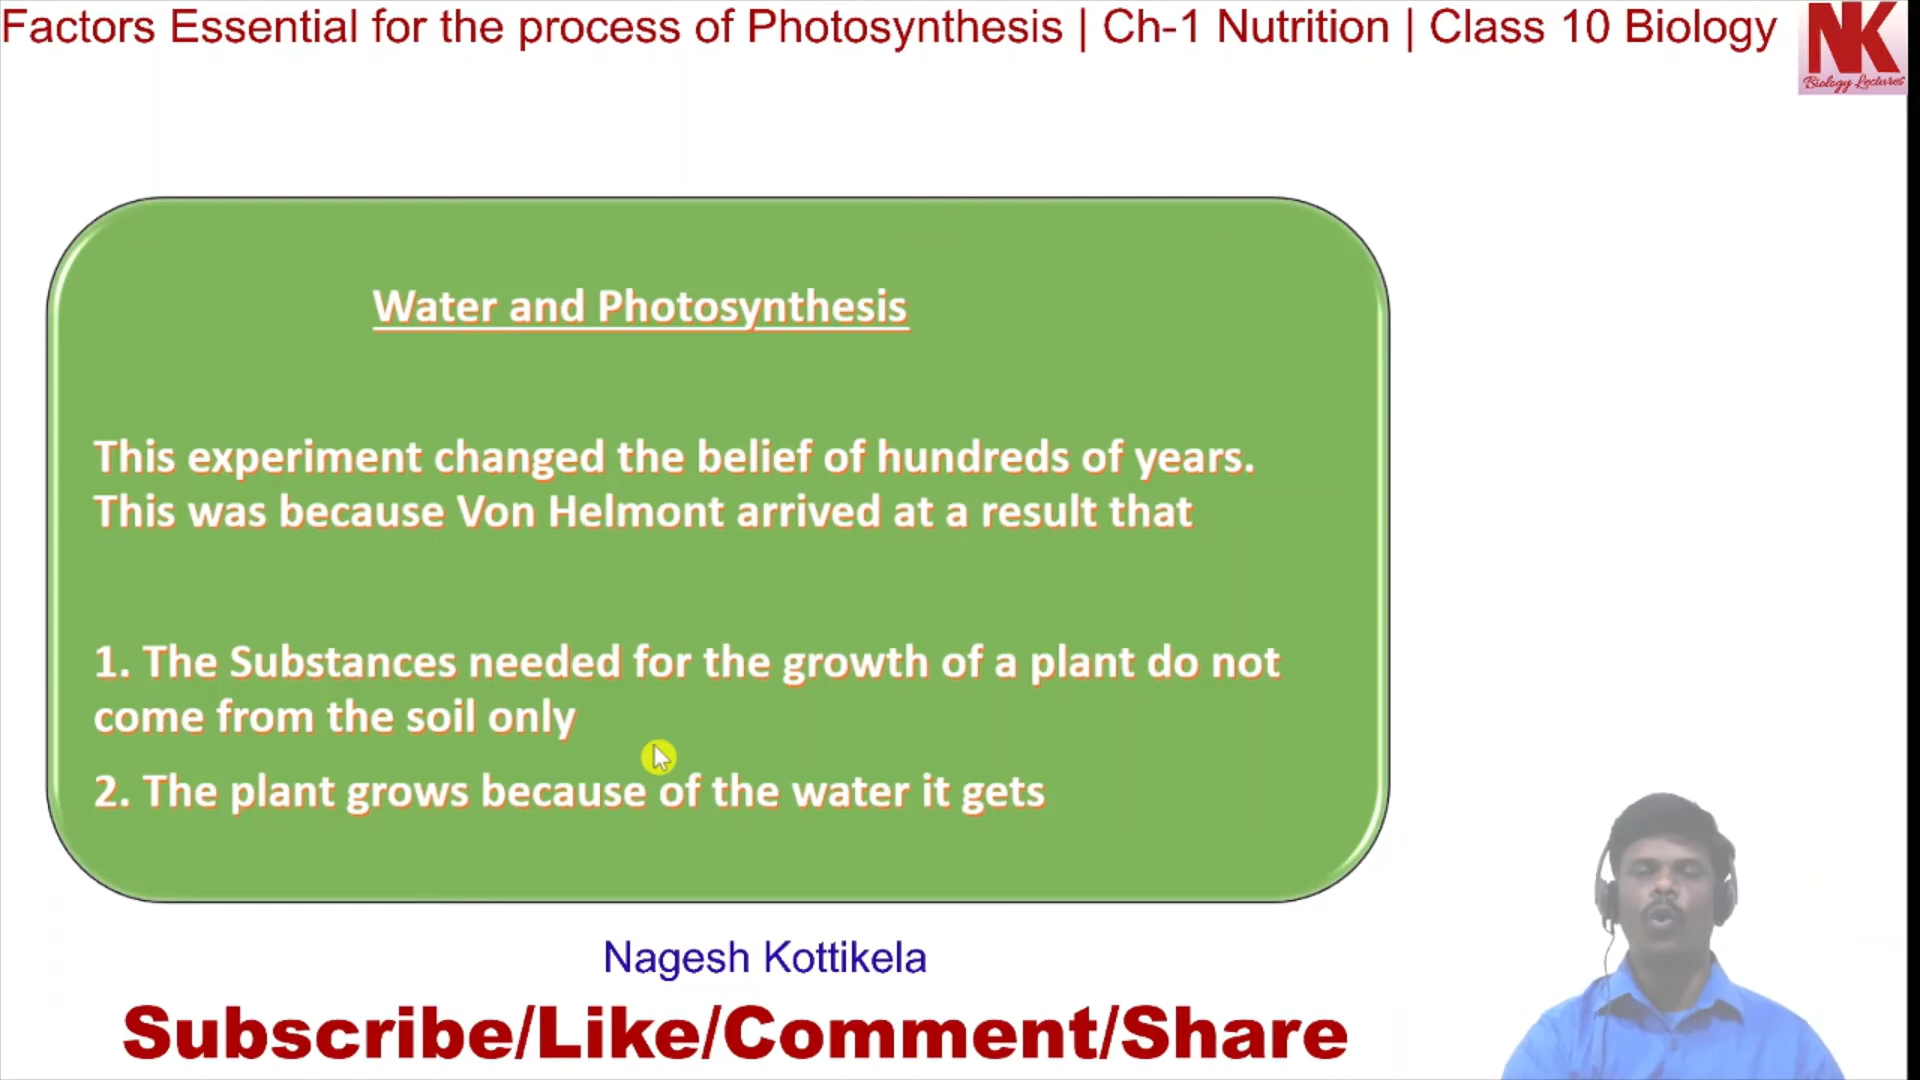 Factors Essential for the process of Photosynthesis | Ch-1 Nutrition | Class 10 Biology
NK
Biology Lectures
Water and Photosynthesis
This experiment changed the belief of hundreds of years.
This was because Von Helmont arrived at a result that
1. The Substances needed for the growth of a plant do not
come from the soil only
2. The plant grows because of the water it gets
Nagesh Kottikela
Subscribe/Like/Comment/Share